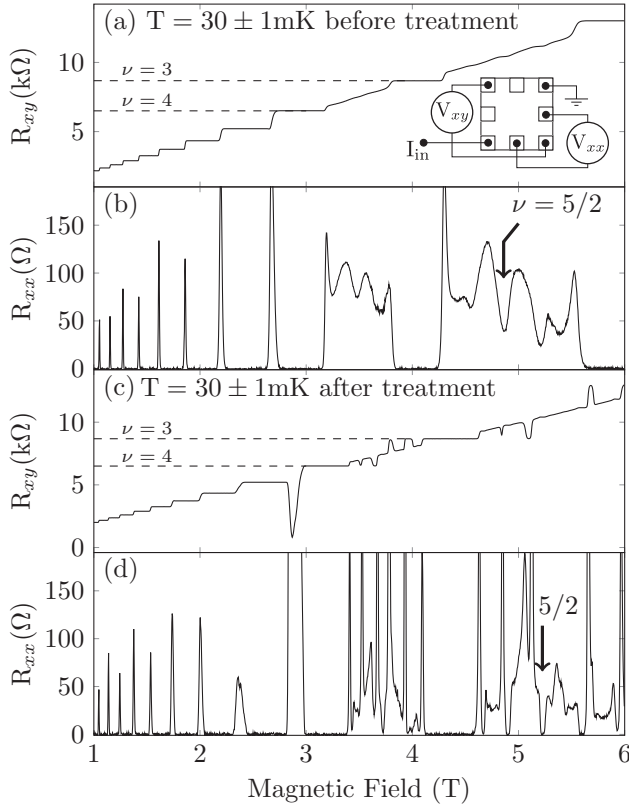 (a) T = 30 ± 1mK before treatment
R_xy(kΩ)
10
5
ν = 3
ν = 4
V_xy
V_xx
I_in
(b)
ν = 5/2
R_xx(Ω)
150
100
50
0
(c) T = 30 ± 1mK after treatment
R_xy(kΩ)
10
5
0
ν = 3
ν = 4
(d)
5/2
R_xx(Ω)
150
100
50
0
1 2 3 4 5 6
Magnetic Field (T)